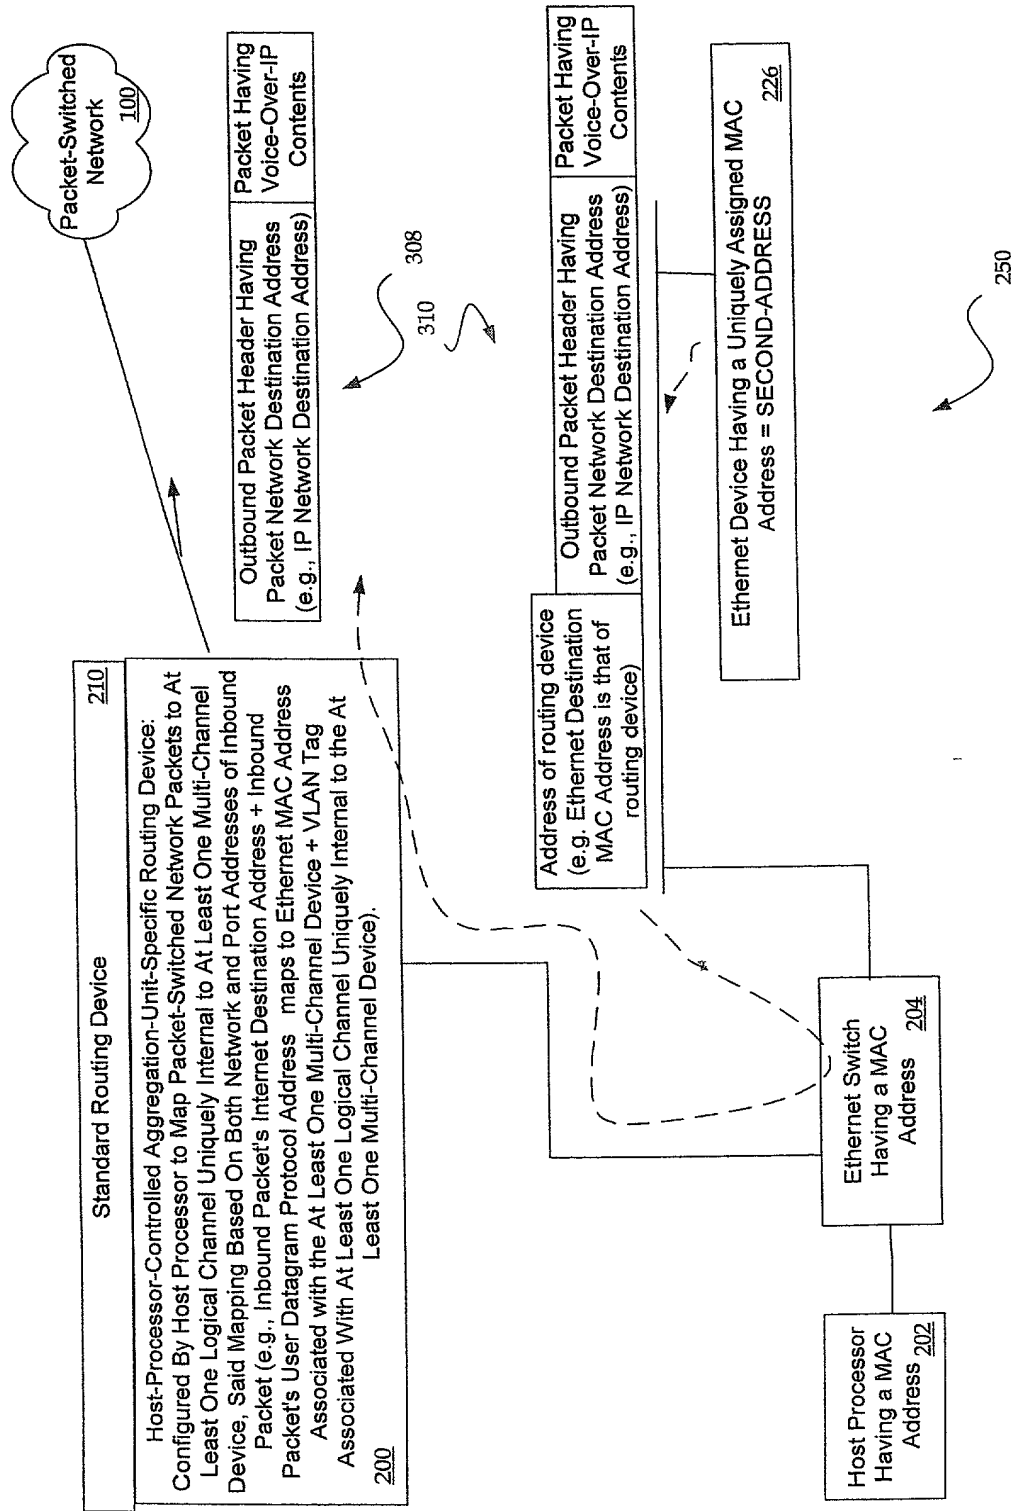 Standard Routing Device
210
Host-Processor-Controlled Aggregation-Unit-Specific Routing Device:
Configured By Host Processor to Map Packet-Switched Network Packets to At
Least One Logical Channel Uniquely Internal to At Least One Multi-Channel
Device, Said Mapping Based On Both Network and Port Addresses of Inbound
Packet (e.g., Inbound Packet's Internet Destination Address + Inbound
Packet's User Datagram Protocol Address maps to Ethernet MAC Address
Associated with the At Least One Multi-Channel Device + VLAN Tag
Associated With At Least One Logical Channel Uniquely Internal to the At
Least One Multi-Channel Device).
200
Packet-Switched
Network
100
Outbound Packet Header Having
Packet Network Destination Address
(e.g., IP Network Destination Address)
Packet Having
Voice-Over-IP
Contents
308
310
Address of routing device
(e.g. Ethernet Destination
MAC Address is that of
routing device)
Outbound Packet Header Having
Packet Network Destination Address
(e.g., IP Network Destination Address)
Packet Having
Voice-Over-IP
Contents
Ethernet Device Having a Uniquely Assigned MAC
Address = SECOND-ADDRESS
226
Host Processor
Having a MAC
Address
202
Ethernet Switch
Having a MAC
Address
204
250